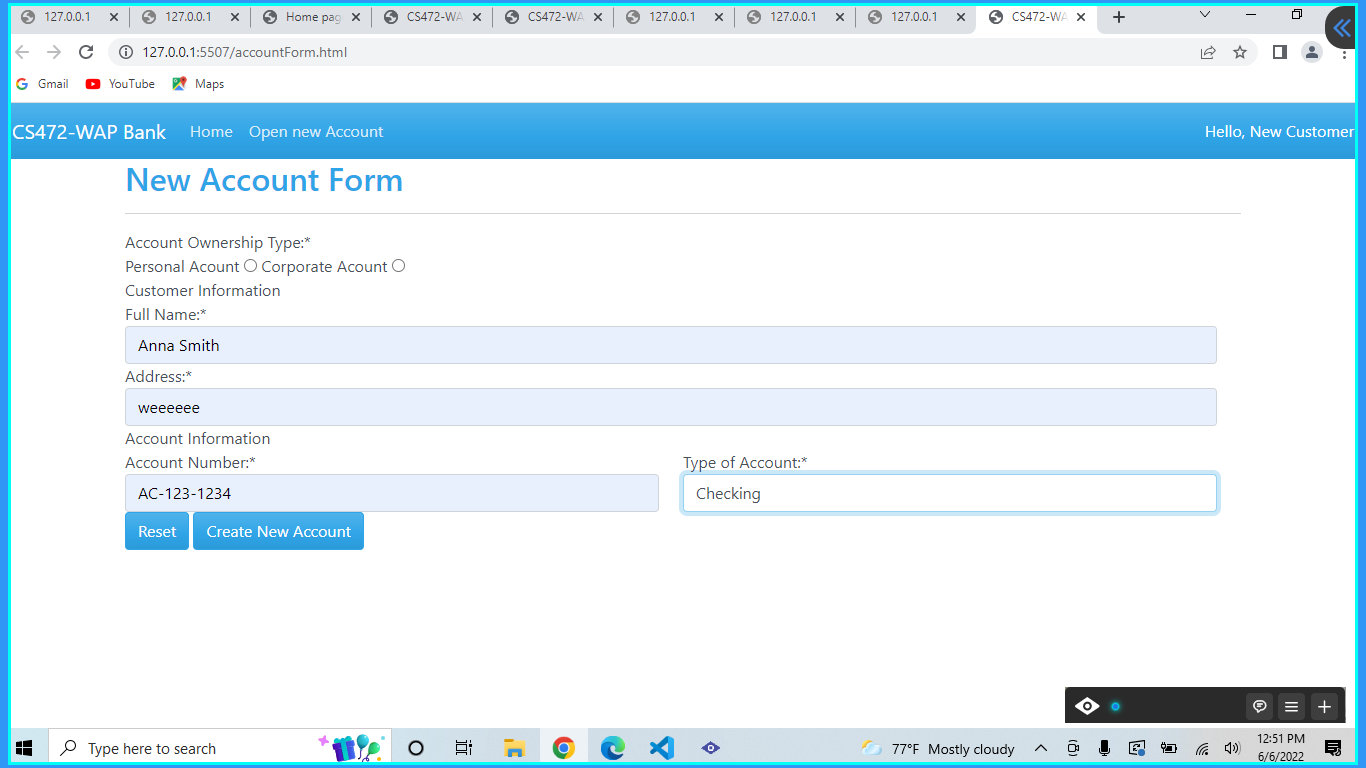 127.0.0.1 127.0.0.1 Home pag CS472-WA CS472-WA 127.0.0.1 127.0.0.1 127.0.0.1 CS472-WA
127.0.0.1:5507/accountForm.html
Gmail YouTube Maps
CS472-WAP Bank Home Open new Account Hello, New Customer
New Account Form
Account Ownership Type:*
Personal Acount Corporate Acount
Customer Information
Full Name:*
Anna Smith
Address:*
weeeeee
Account Information
Account Number:* Type of Account:*
AC-123-1234 Checking
Reset Create New Account
Type here to search 77°F Mostly cloudy 12:51 PM
6/6/2022